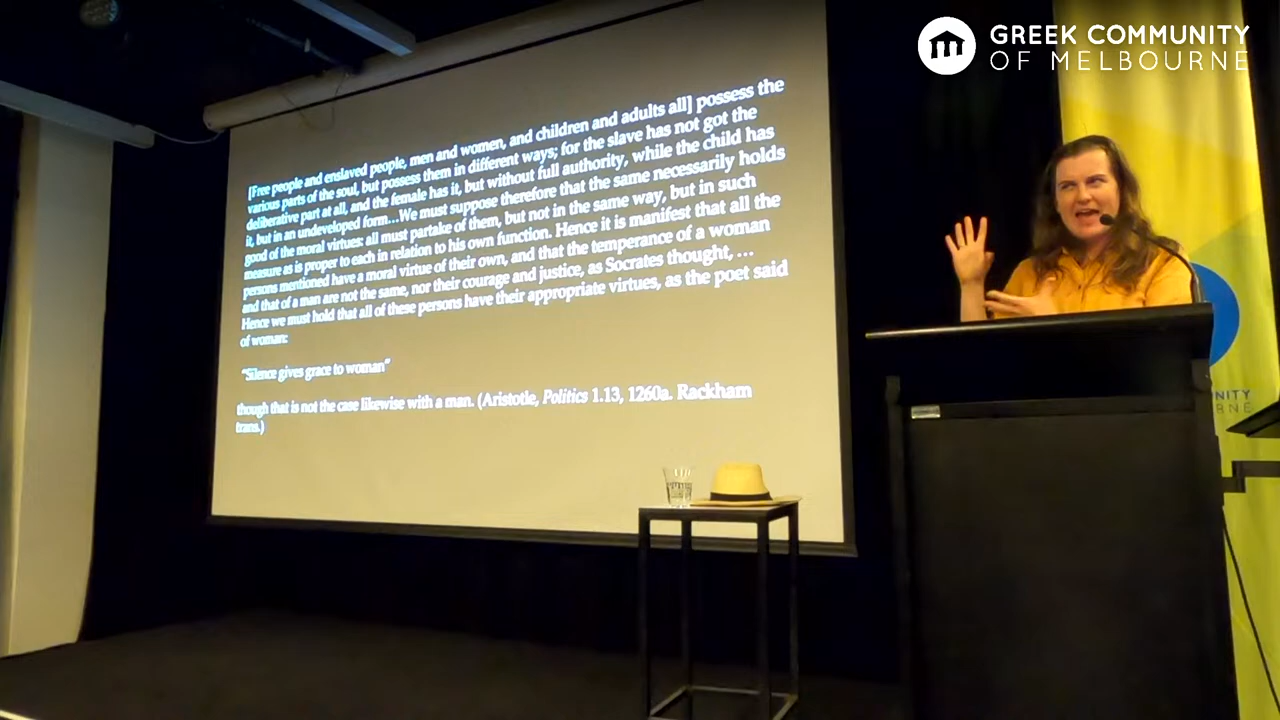 GREEK COMMUNITY
OF MELBOURNE
[Free people and enslaved people, men and women, and children and adults all] possess the
various parts of the soul, but possess them in different ways; for the slave has not got the
deliberative part at all, and the female has it, but without full authority, while the child has
it, but in an undeveloped form…We must suppose therefore that the same necessarily holds
good of the moral virtues: all must partake of them, but not in the same way, but in such
measure as is proper to each in relation to his own function. Hence it is manifest that all the
persons mentioned have a moral virtue of their own, and that the temperance of a woman
and that of a man are not the same, nor their courage and justice, as Socrates thought, …
Hence we must hold that all of these persons have their appropriate virtues, as the poet said
of woman:
"Silence gives grace to woman"
though that is not the case likewise with a man. (Aristotle, Politics 1.13, 1260a. Rackham
trans.)
NITY
RNE